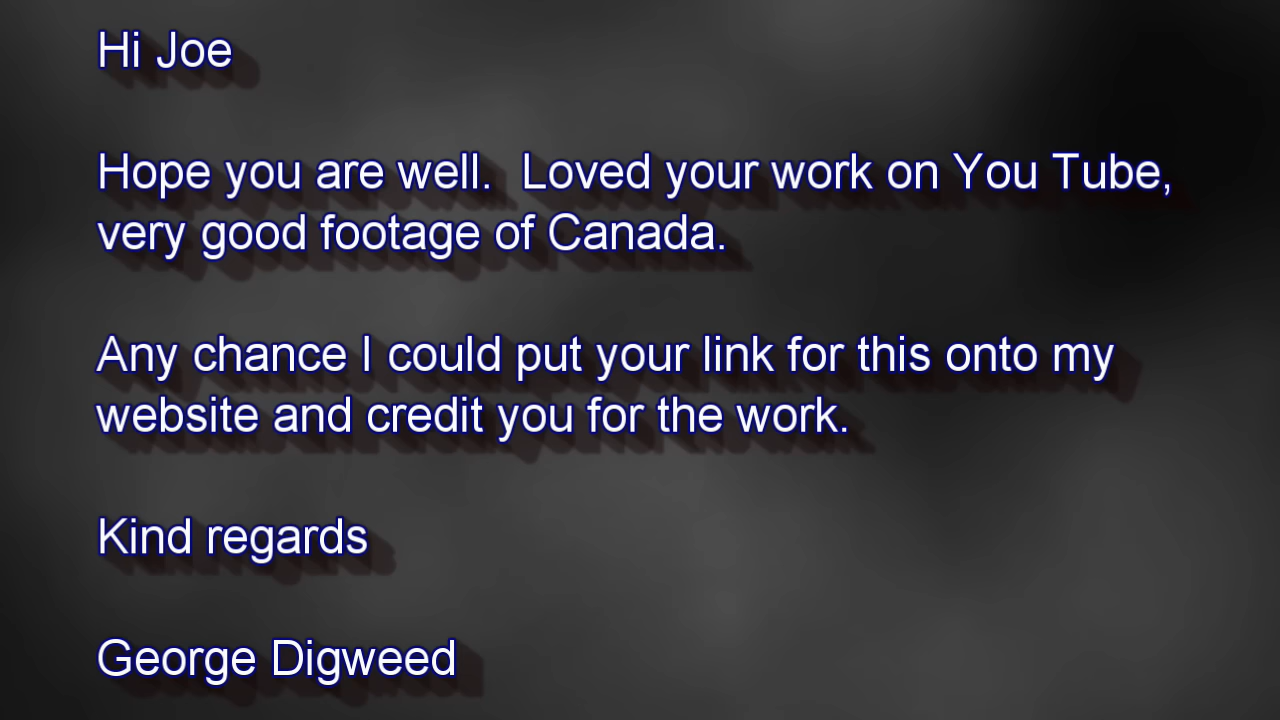 Hi Joe
Hope you are well.  Loved your work on You Tube,
very good footage of Canada.
Any chance I could put your link for this onto my
website and credit you for the work.
Kind regards
George Digweed